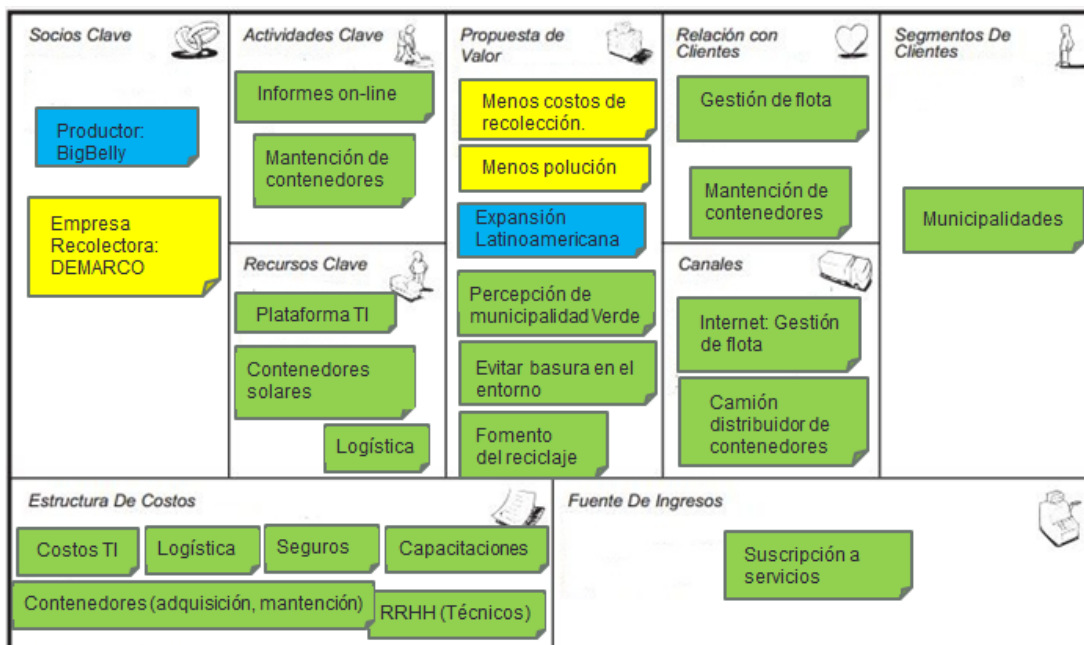 Socios Clave
Productor:
BigBelly
Empresa
Recolectora:
DEMARCO
Actividades Clave
Informes on-line
Mantención de
contenedores
Recursos Clave
Plataforma TI
Contenedores
solares
Logística
Propuesta de
Valor
Menos costos de
recolección.
Menos polución
Expansión
Latinoamericana
Percepción de
municipalidad Verde
Evitar basura en el
entorno
Fomento
del reciclaje
Relación con
Clientes
Gestión de flota
Mantención de
contenedores
Canales
Internet: Gestión
de flota
Camión
distribuidor de
contenedores
Segmentos De
Clientes
Municipalidades
Estructura De Costos
Costos TI
Logística
Seguros
Capacitaciones
Contenedores (adquisición, mantención)
RRHH (Técnicos)
Fuente De Ingresos
Suscripción a
servicios